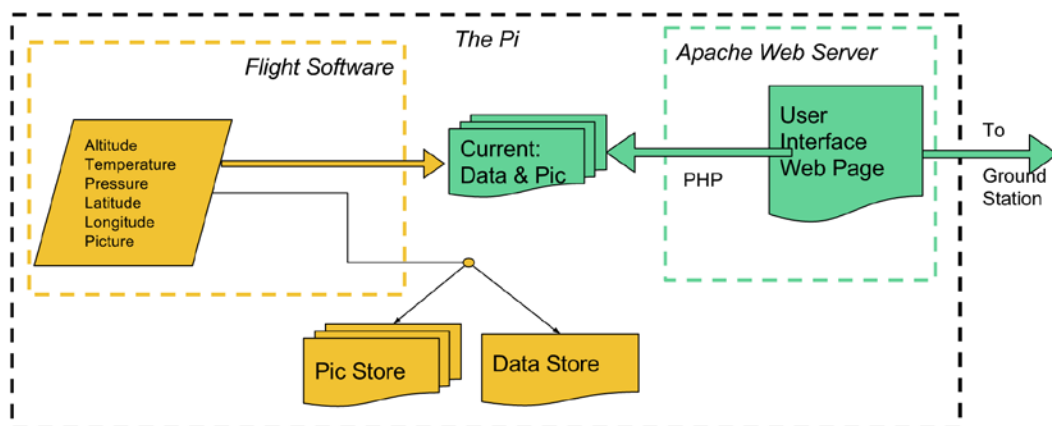 The Pi
Flight Software
Apache Web Server
Altitude
Temperature
Pressure
Latitude
Longitude
Picture
Current:
Data & Pic
PHP
User
Interface
Web Page
To
Ground
Station
Pic Store
Data Store